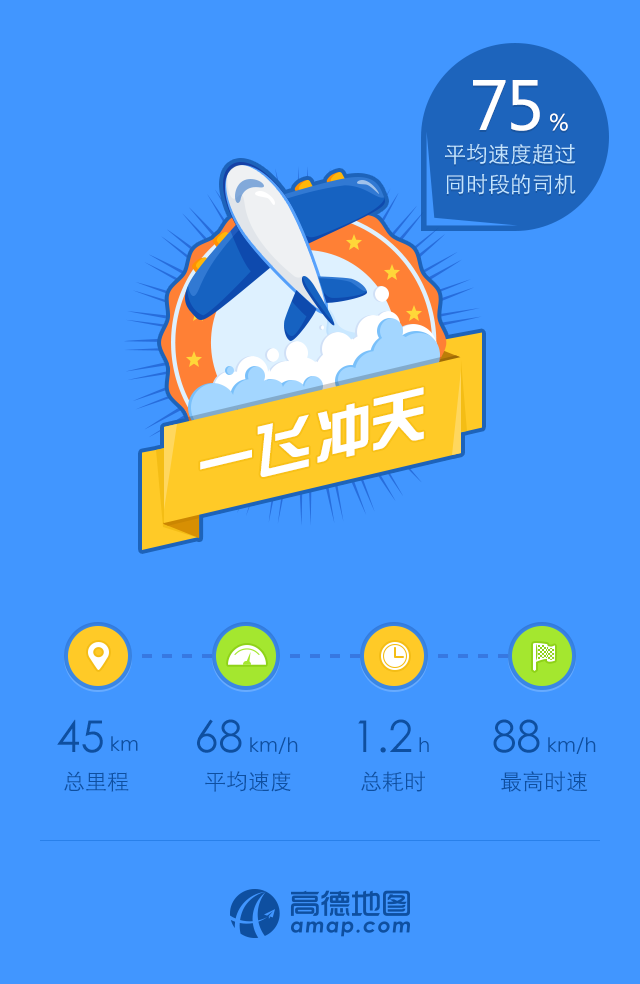 75%
平均速度超过
同时段的司机
一飞冲天
45 km
68 km/h
1.2 h
88 km/h
总里程
平均速度
总耗时
最高时速
高德地图
amap.com